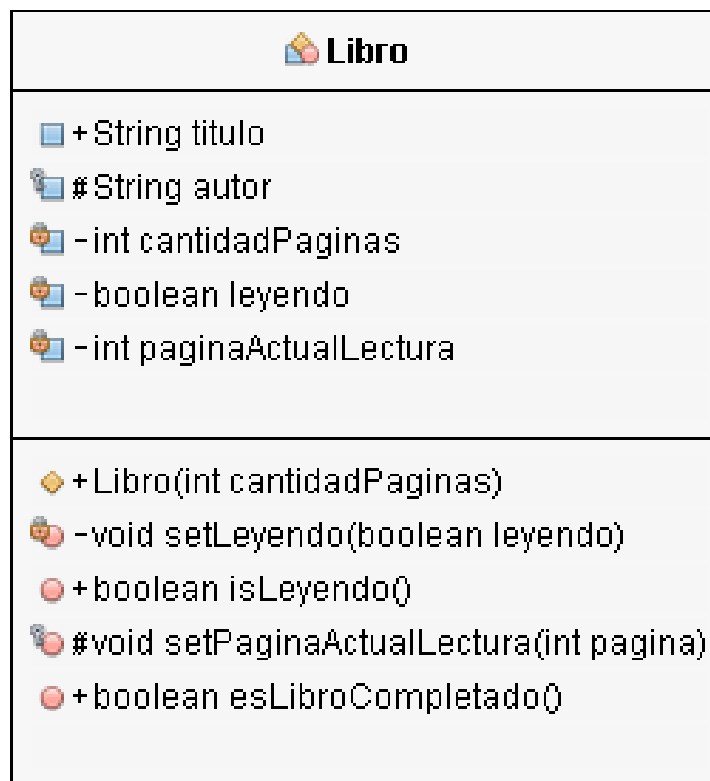 Libro
+String titulo
#String autor
-int cantidadPaginas
-boolean leyendo
-int paginaActualLectura
+Libro(int cantidadPaginas)
-void setLeyendo(boolean leyendo)
+boolean isLeyendo()
#void setPaginaActualLectura(int pagina)
+boolean esLibroCompletado()